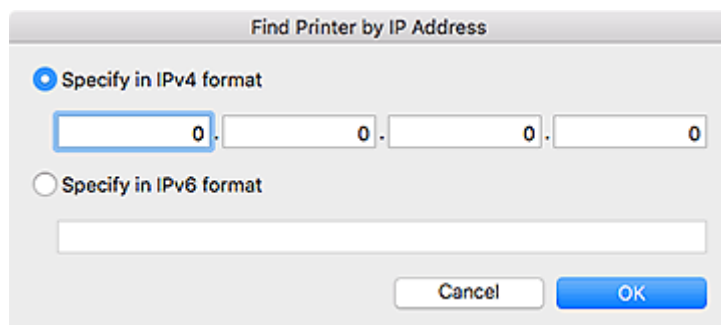 Find Printer by IP Address
Specify in IPv4 format
0. 0. 0. 0
Specify in IPv6 format
Cancel OK